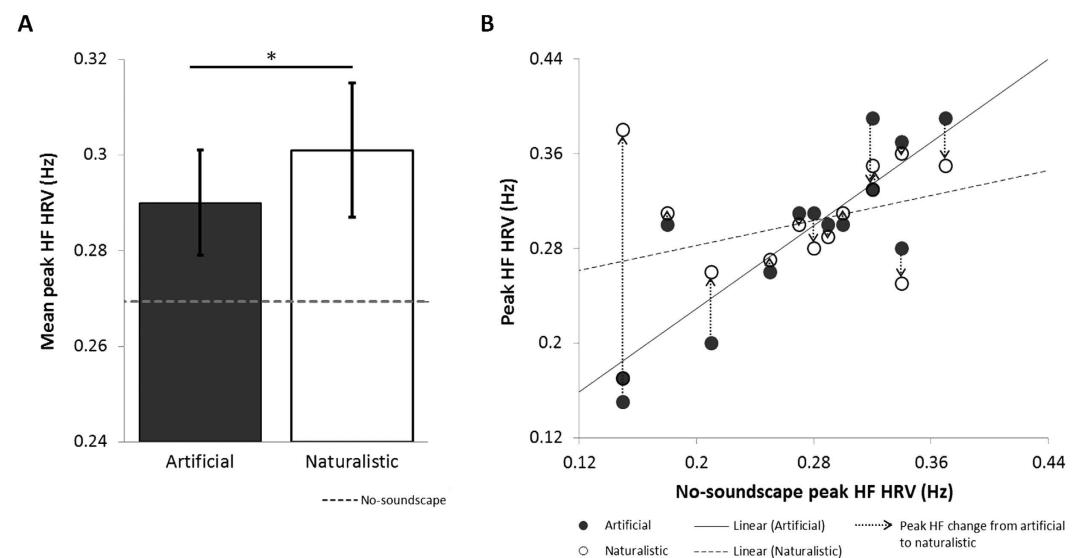 A
B
*
Mean peak HF HRV (Hz)
0.32
0.3
0.28
0.26
0.24
Artificial Naturalistic
No-soundscape
Peak HF HRV (Hz)
0.44
0.36
0.28
0.2
0.12
0.12 0.2 0.28 0.36 0.44
No-soundscape peak HF HRV (Hz)
Artificial Linear (Artificial) Peak HF change from artificial
to naturalistic
Naturalistic Linear (Naturalistic)